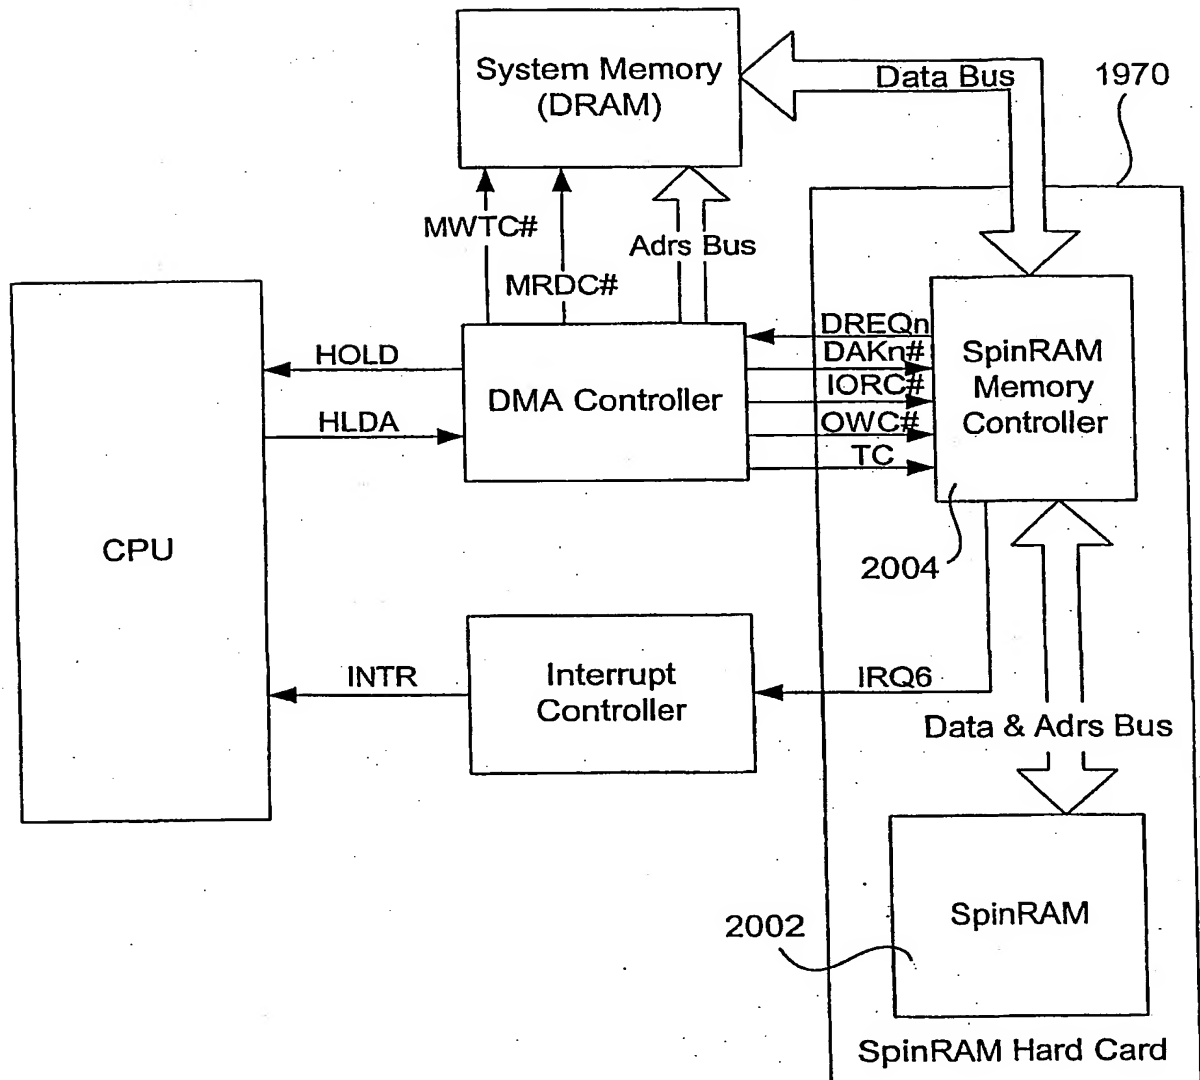 System Memory
(DRAM)
Data Bus
1970
MWTC#
Adrs Bus
MRDC#
DREQn
HOLD
DAKn#
SpinRAM
Memory
Controller
DMA Controller
IORC#
HLDA
OWC#
TC
CPU
2004
INTR
Interrupt
Controller
IRQ6
Data & Adrs Bus
SpinRAM
2002
SpinRAM Hard Card